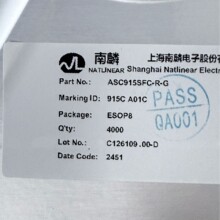 南麟 上海南麟电子股份有
NATLINEAR Shanghai Natlinear Electr
Part No.: ASC915SFC-R-G
Marking ID: 915C A01C
Package: ESOP8
Q'ty: 4000
Lot No.: C126109.00-D
Date Code: 2451
PASS
QA001